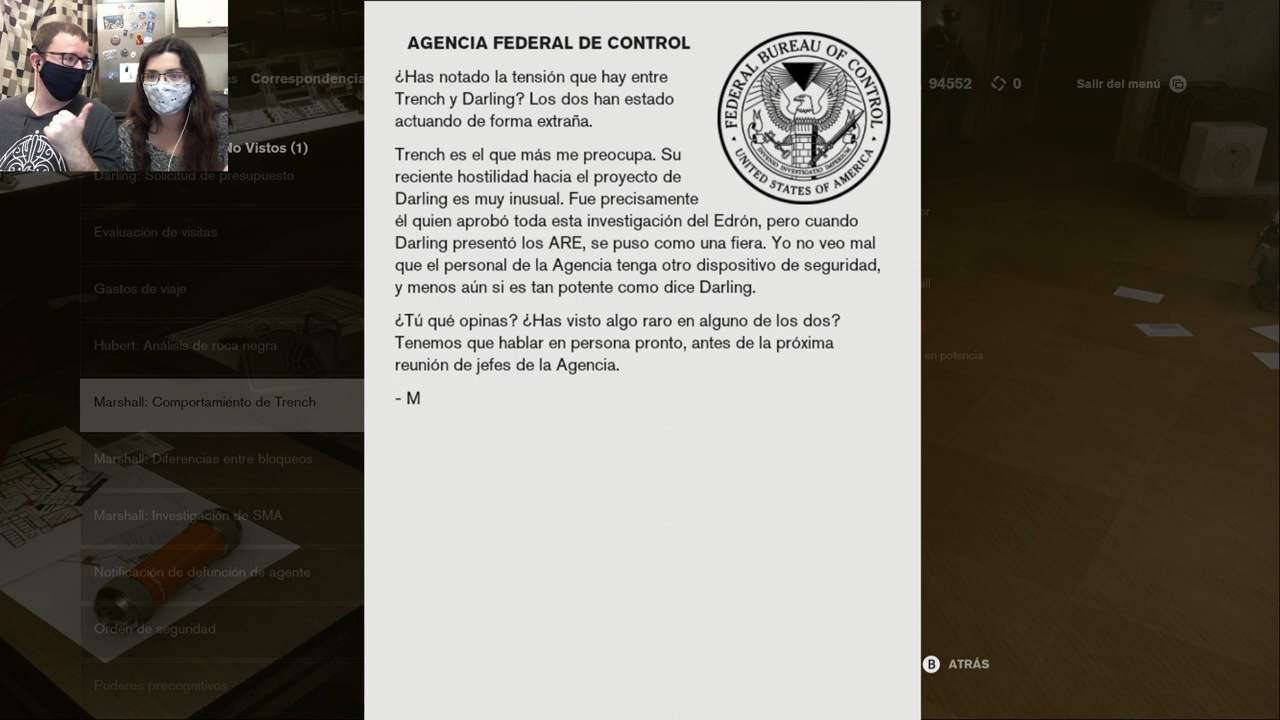 AGENCIA FEDERAL DE CONTROL
¿Has notado la tensión que hay entre
Trench y Darling? Los dos han estado
actuando de forma extraña.
Trench es el que más me preocupa. Su
reciente hostilidad hacia el proyecto de
Darling es muy inusual. Fue precisamente
él quien aprobó toda esta investigación del Edrón, pero cuando
Darling presentó los ARE, se puso como una fiera. Yo no veo mal
que el personal de la Agencia tenga otro dispositivo de seguridad,
y menos aún si es tan potente como dice Darling.
¿Tú qué opinas? ¿Has visto algo raro en alguno de los dos?
Tenemos que hablar en persona pronto, antes de la próxima
reunión de jefes de la Agencia.
- M
FEDERAL BUREAU OF CONTROL
UNITED STATES OF AMERICA
Correspondencia
No Vistos (1)
Darling: Solicitud de presupuesto
Evaluación de visitas
Gastos de viaje
Hubert: Análisis de roca negra
Marshall: Comportamiento de Trench
Marshall: Diferencias entre bloqueos
Marshall: Investigación de SMA
Notificación de defunción de agente
Orden de seguridad
Poderes precognitivos
94552
0
Salir del menú
en potencia
B ATRÁS